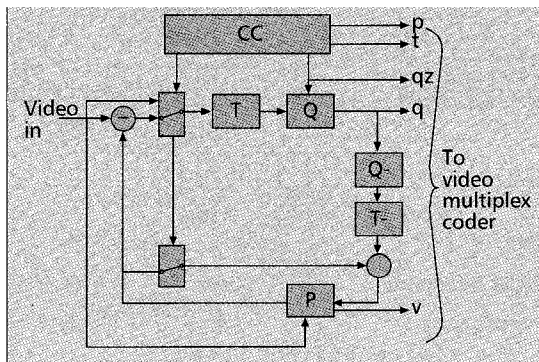 CC
p
t
qz
Video
in
−
T
Q
q
Q-
T-
To
video
multiplex
coder
P
v